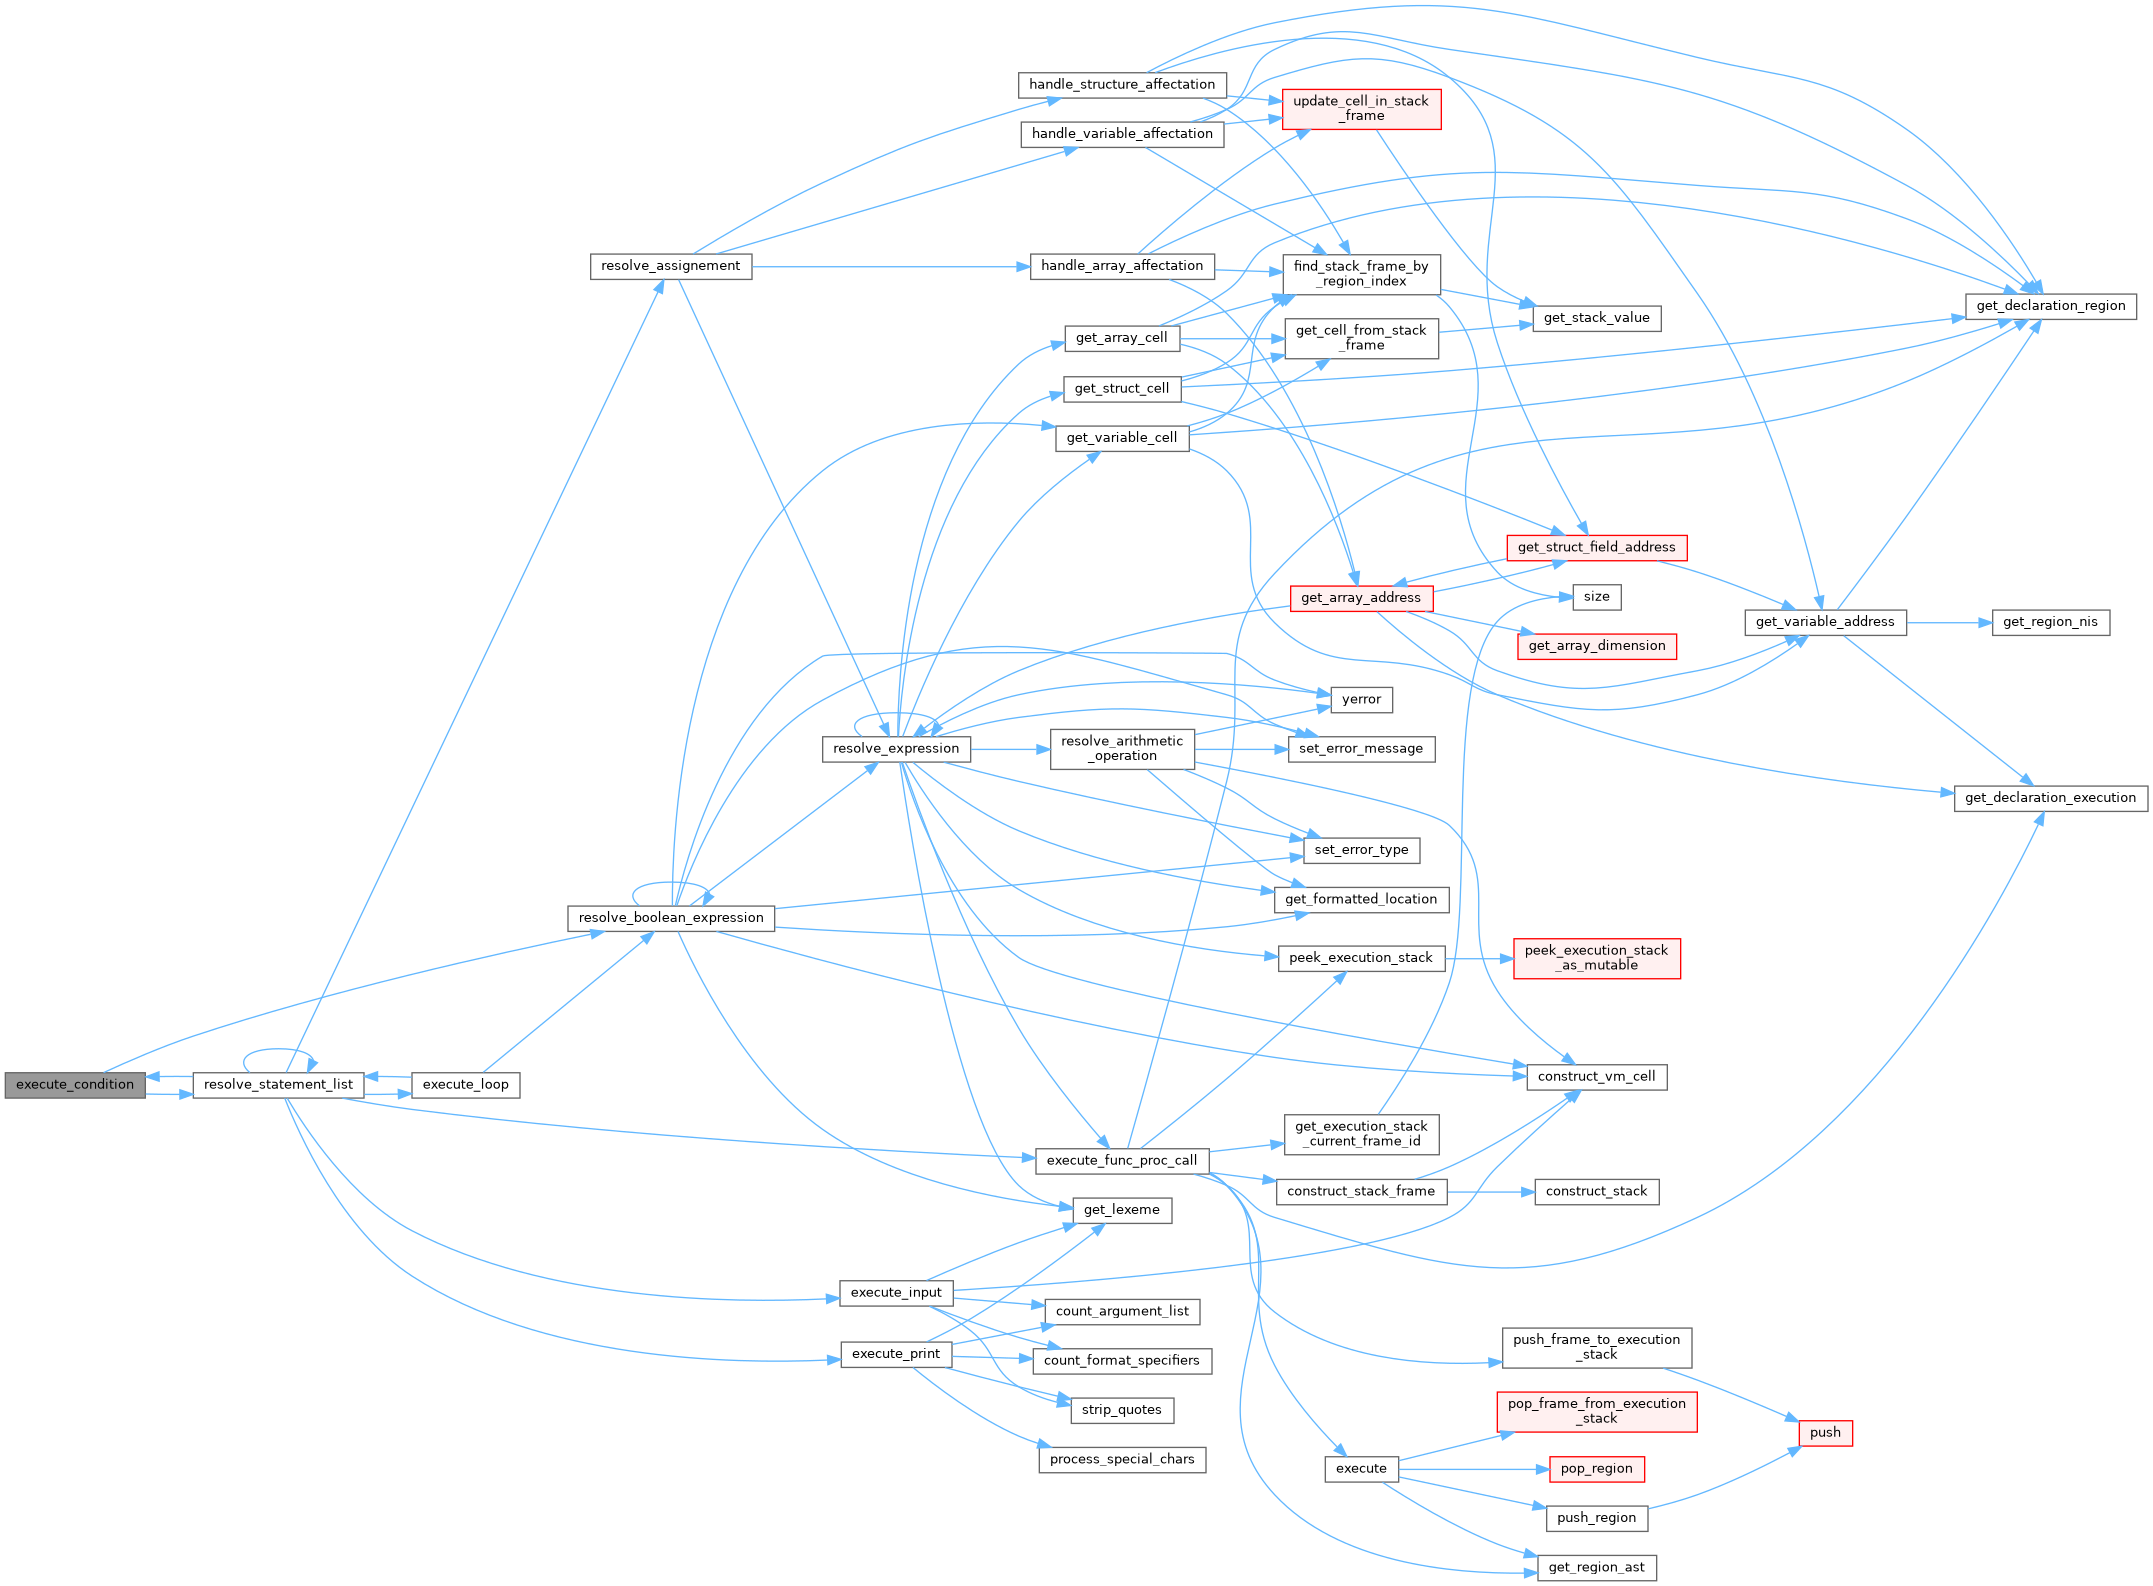 handle_structure_affectation
update_cell_in_stack
_frame
handle_variable_affectation
resolve_assignement
handle_array_affectation
find_stack_frame_by
_region_index
get_stack_value
get_declaration_region
get_array_cell
get_cell_from_stack
_frame
get_struct_cell
get_variable_cell
get_struct_field_address
get_array_address
size
get_variable_address
get_region_nis
get_array_dimension
yerror
resolve_expression
resolve_arithmetic
_operation
set_error_message
get_declaration_execution
set_error_type
get_formatted_location
resolve_boolean_expression
peek_execution_stack
peek_execution_stack
_as_mutable
execute_condition
resolve_statement_list
execute_loop
construct_vm_cell
get_execution_stack
_current_frame_id
execute_func_proc_call
construct_stack_frame
construct_stack
get_lexeme
execute_input
count_argument_list
execute_print
count_format_specifiers
push_frame_to_execution
_stack
strip_quotes
pop_frame_from_execution
_stack
push
process_special_chars
execute
pop_region
push_region
get_region_ast